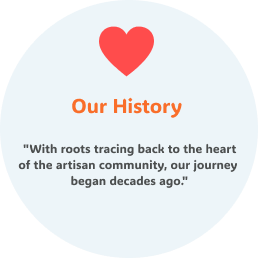 Our History
"With roots tracing back to the heart
of the artisan community, our journey
began decades ago."